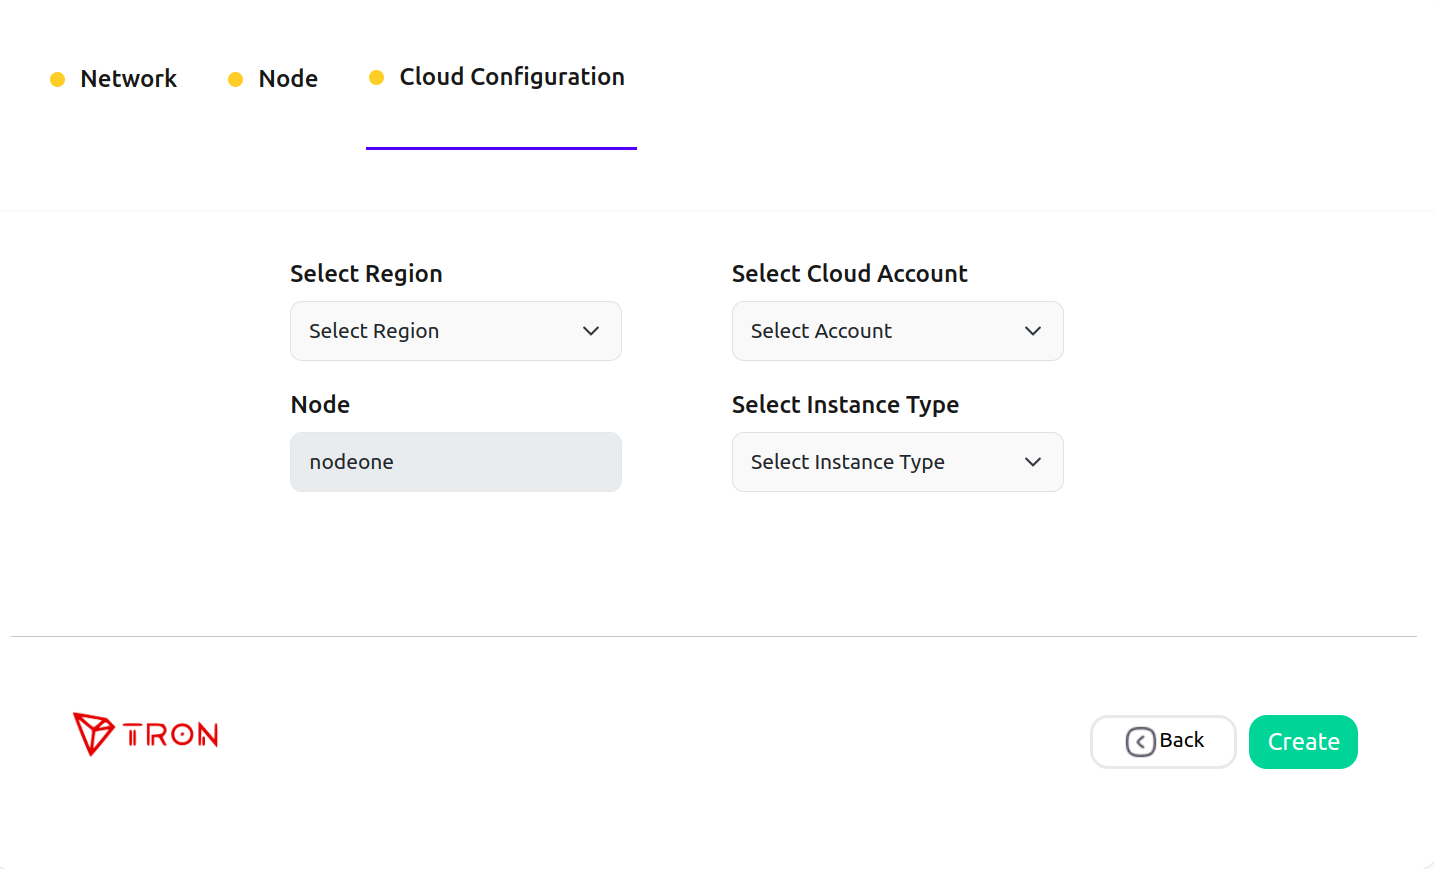 Network Node Cloud Configuration
Select Region Select Cloud Account
Select Region Select Account
Node Select Instance Type
nodeone Select Instance Type
TRON Back Create